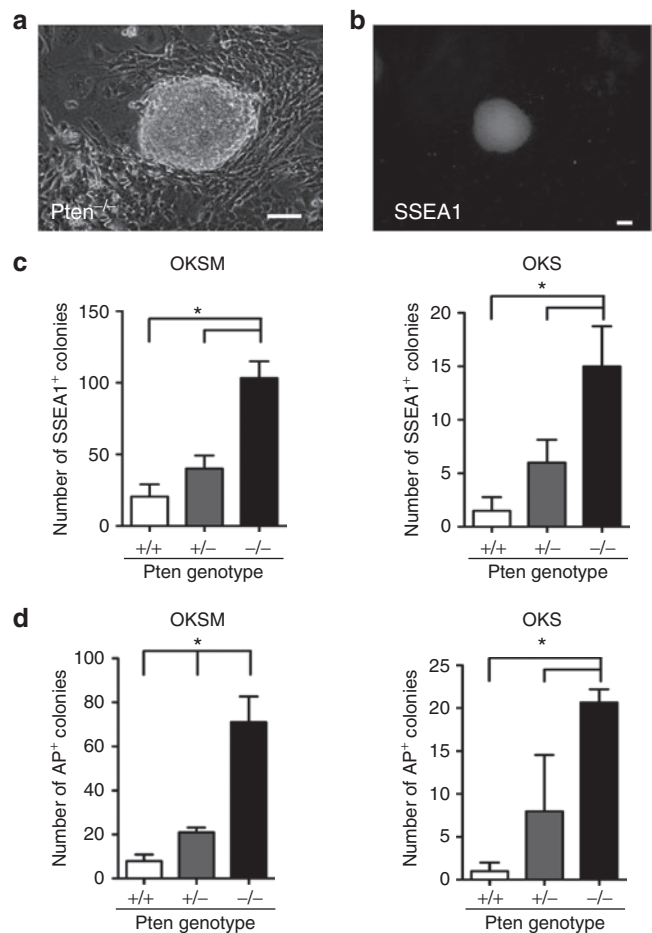 a
b
Pten⁻/⁻
SSEA1
c
OKSM
OKS
Number of SSEA1⁺ colonies
150
100
50
0
*
+/+ +/− −/−
Pten genotype
Number of SSEA1⁺ colonies
20
15
10
5
0
*
+/+ +/− −/−
Pten genotype
d
OKSM
OKS
Number of AP⁺ colonies
100
80
60
40
20
0
*
+/+ +/− −/−
Pten genotype
Number of AP⁺ colonies
25
20
15
10
5
0
*
+/+ +/− −/−
Pten genotype